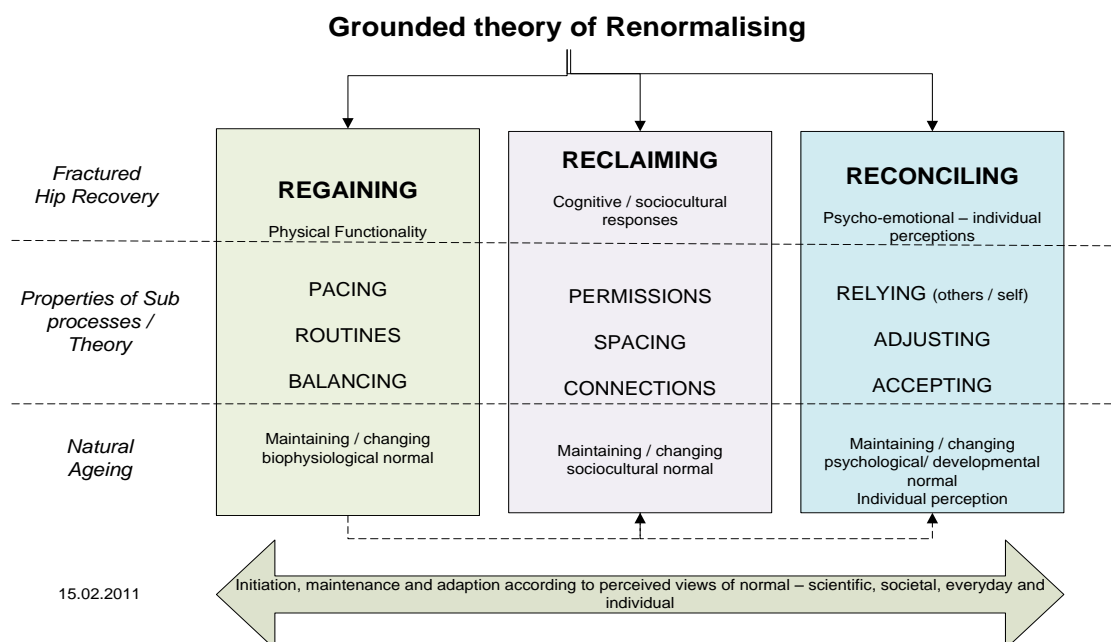 Grounded theory of Renormalising
Fractured
Hip Recovery
REGAINING
Physical Functionality
RECLAIMING
Cognitive / sociocultural
responses
RECONCILING
Psycho-emotional – individual
perceptions
Properties of Sub
processes /
Theory
PACING
ROUTINES
BALANCING
PERMISSIONS
SPACING
CONNECTIONS
RELYING (others / self)
ADJUSTING
ACCEPTING
Natural
Ageing
Maintaining / changing
biophysiological normal
Maintaining / changing
sociocultural normal
Maintaining / changing
psychological/ developmental
normal
Individual perception
15.02.2011
Initiation, maintenance and adaption according to perceived views of normal – scientific, societal, everyday and
individual